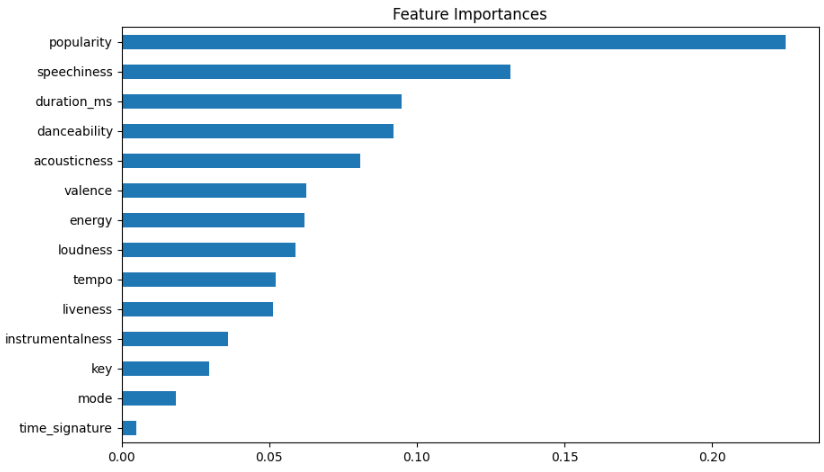 Feature Importances
popularity
speechiness
duration_ms
danceability
acousticness
valence
energy
loudness
tempo
liveness
instrumentalness
key
mode
time_signature
0.00 0.05 0.10 0.15 0.20